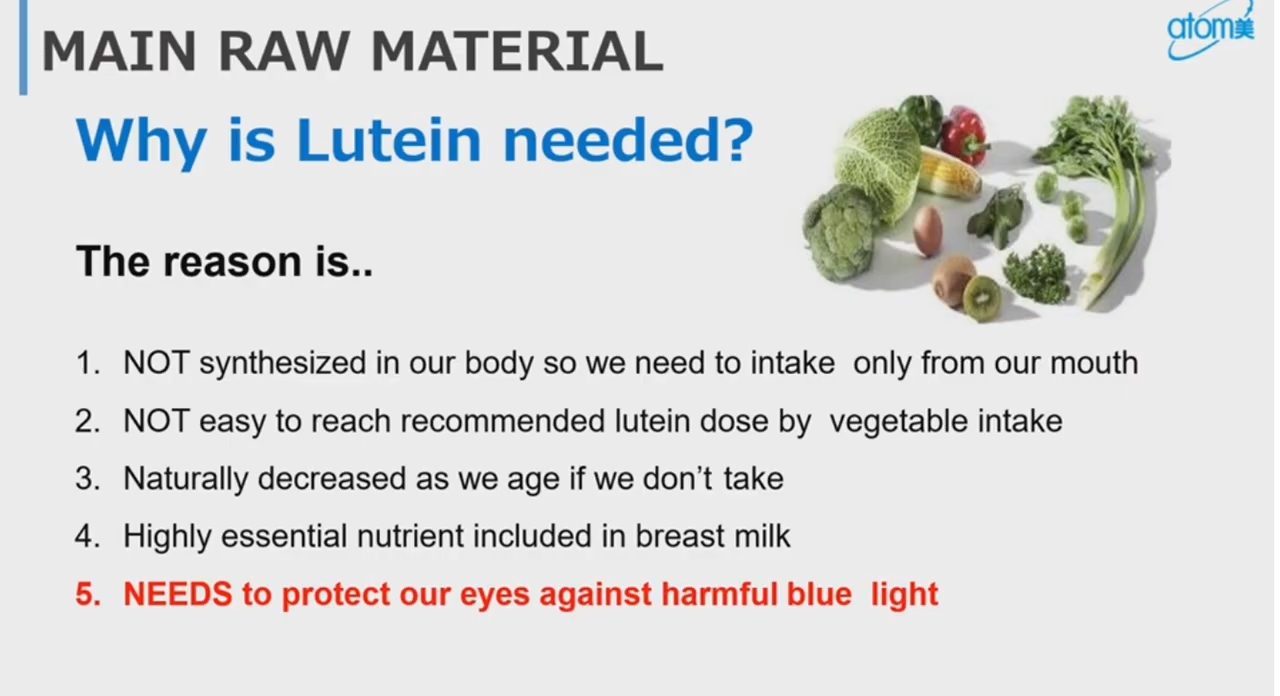 atom美
MAIN RAW MATERIAL
Why is Lutein needed?
The reason is..
1. NOT synthesized in our body so we need to intake only from our mouth
2. NOT easy to reach recommended lutein dose by vegetable intake
3. Naturally decreased as we age if we don’t take
4. Highly essential nutrient included in breast milk
5. NEEDS to protect our eyes against harmful blue light